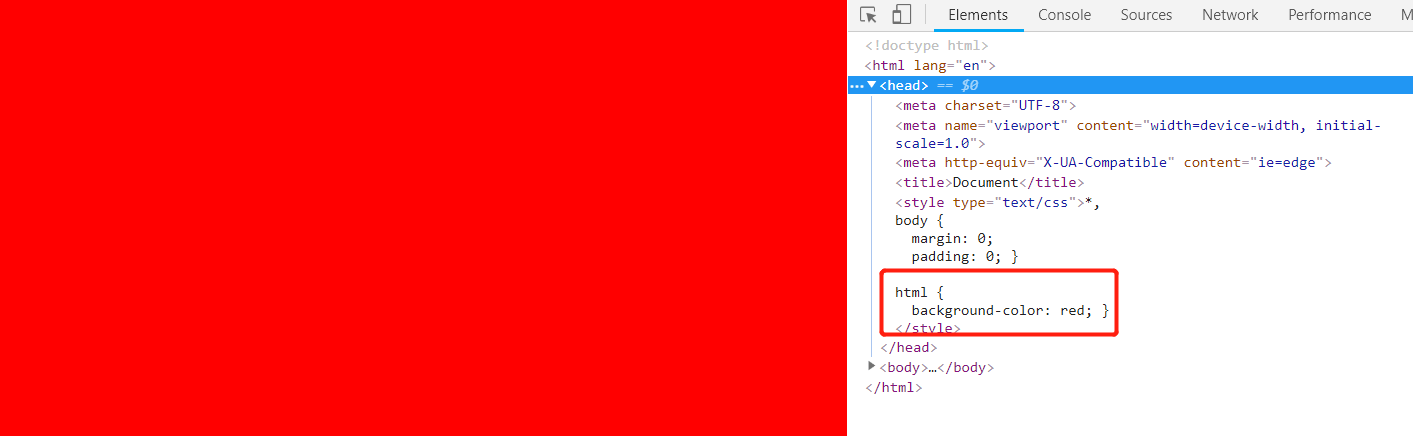 Elements Console Sources Network Performance M
<!doctype html>
<html lang="en">
<head> == $0
<meta charset="UTF-8">
<meta name="viewport" content="width=device-width, initial-
scale=1.0">
<meta http-equiv="X-UA-Compatible" content="ie=edge">
<title>Document</title>
<style type="text/css">*,
body {
margin: 0;
padding: 0; }
html {
background-color: red; }
</style>
</head>
<body>…</body>
</html>